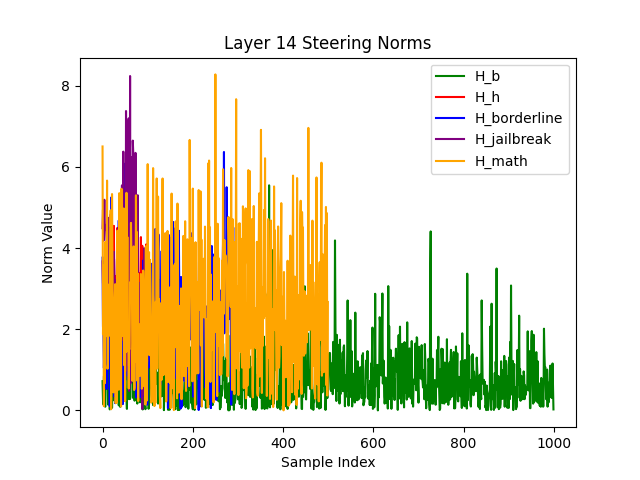 Layer 14 Steering Norms
H_b
H_h
H_borderline
H_jailbreak
H_math
Norm Value
8
6
4
2
0
0 200 400 600 800 1000
Sample Index